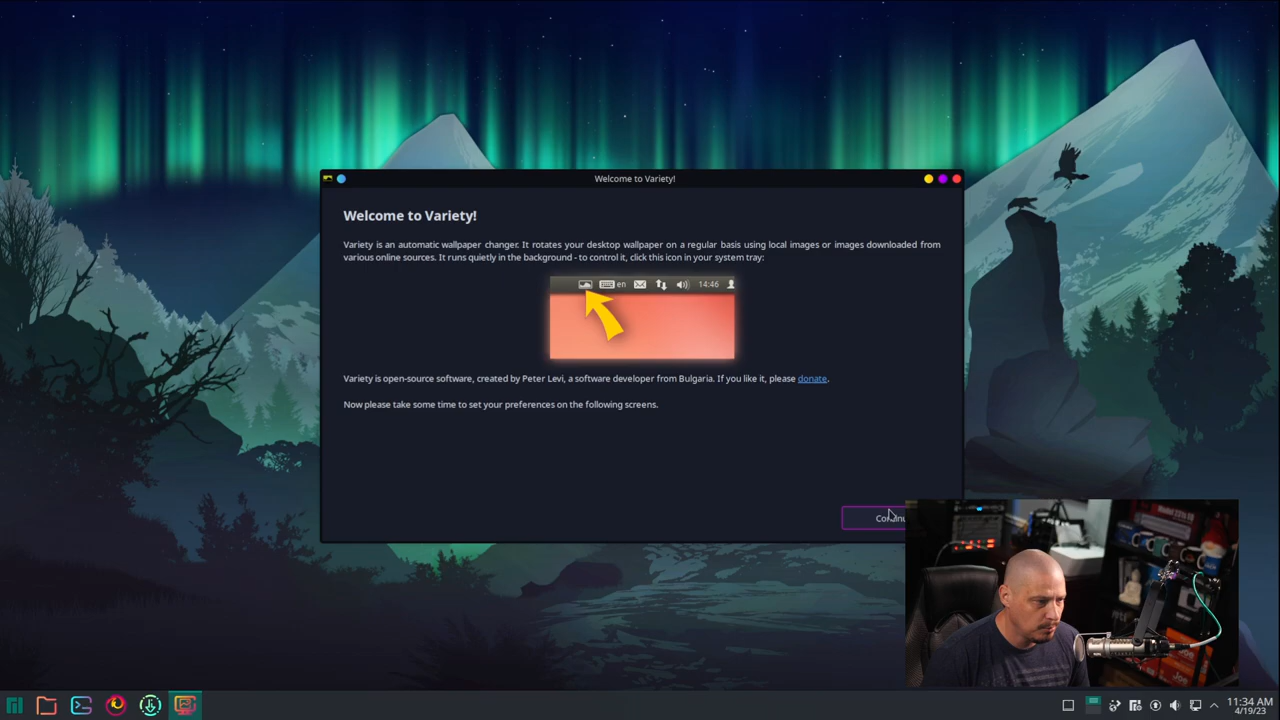 Welcome to Variety!
Welcome to Variety!
Variety is an automatic wallpaper changer. It rotates your desktop wallpaper on a regular basis using local images or images downloaded from
various online sources. It runs quietly in the background - to control it, click this icon in your system tray:
en 14:46
Variety is open-source software, created by Peter Levi, a software developer from Bulgaria. If you like it, please donate.
Now please take some time to set your preferences on the following screens.
Continu
11:34 AM
4/19/23